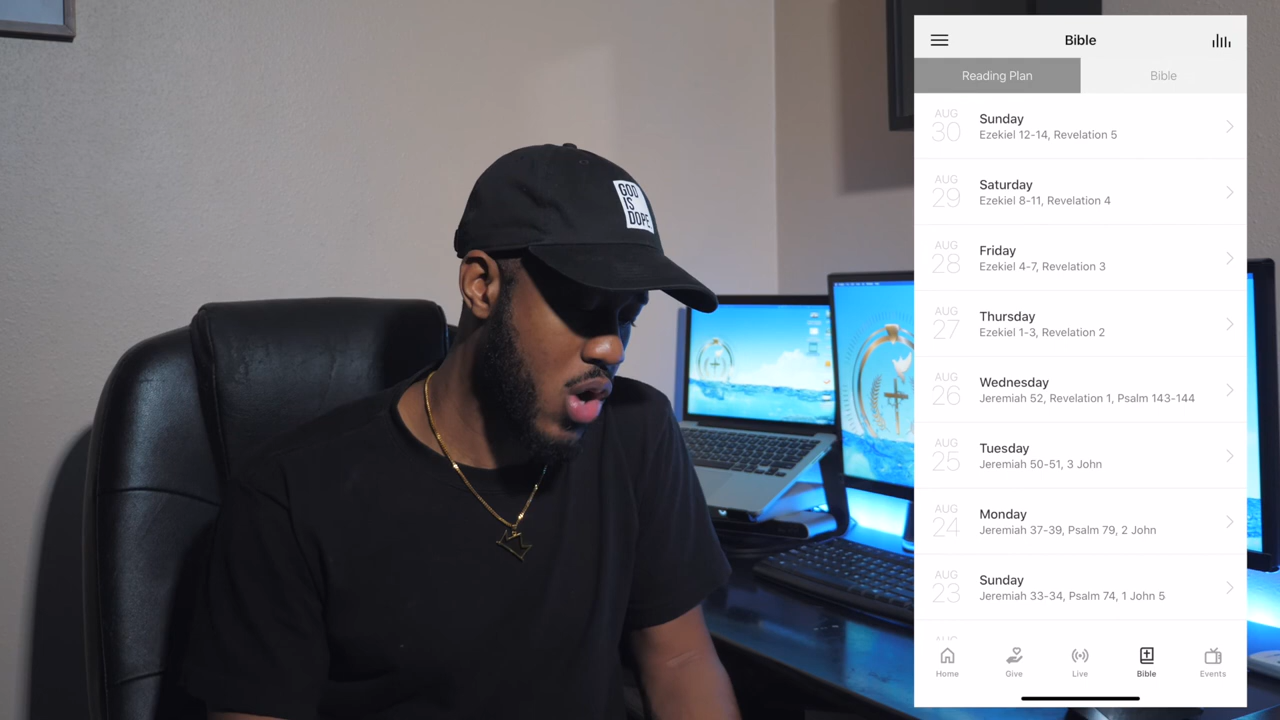 GOD
IS
DOPE
Bible
Reading Plan
Bible
AUG
30
Sunday
Ezekiel 12-14, Revelation 5
AUG
29
Saturday
Ezekiel 8-11, Revelation 4
AUG
28
Friday
Ezekiel 4-7, Revelation 3
AUG
27
Thursday
Ezekiel 1-3, Revelation 2
AUG
26
Wednesday
Jeremiah 52, Revelation 1, Psalm 143-144
AUG
25
Tuesday
Jeremiah 50-51, 3 John
AUG
24
Monday
Jeremiah 37-39, Psalm 79, 2 John
AUG
23
Sunday
Jeremiah 33-34, Psalm 74, 1 John 5
AUG
Home
Give
Live
Bible
Events